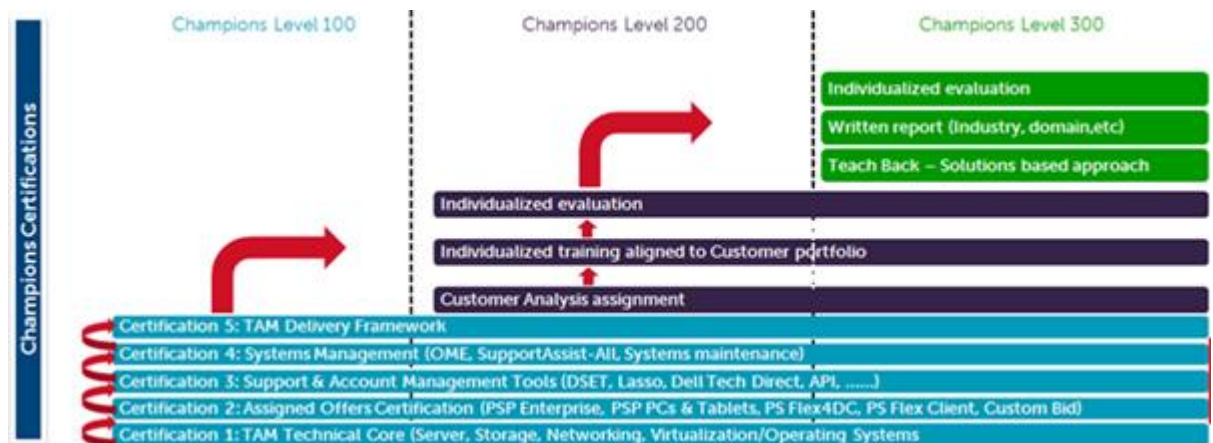 Champions Level 100
Champions Level 200
Champions Level 300
Champions Certifications
Individualized evaluation
Written report (Industry, domain,etc)
Teach Back – Solutions based approach
Individualized evaluation
Individualized training aligned to Customer portfolio
Customer Analysis assignment
Certification 5: TAM Delivery Framework
Certification 4: Systems Management (OME, SupportAssist-All, Systems maintenance)
Certification 3: Support & Account Management Tools (DSET, Lasso, Dell Tech Direct, API, ......)
Certification 2: Assigned Offers Certification (PSP Enterprise, PSP PCs & Tablets, PS Flex4DC, PS Flex Client, Custom Bid)
Certification 1: TAM Technical Core (Server, Storage, Networking, Virtualization/Operating Systems